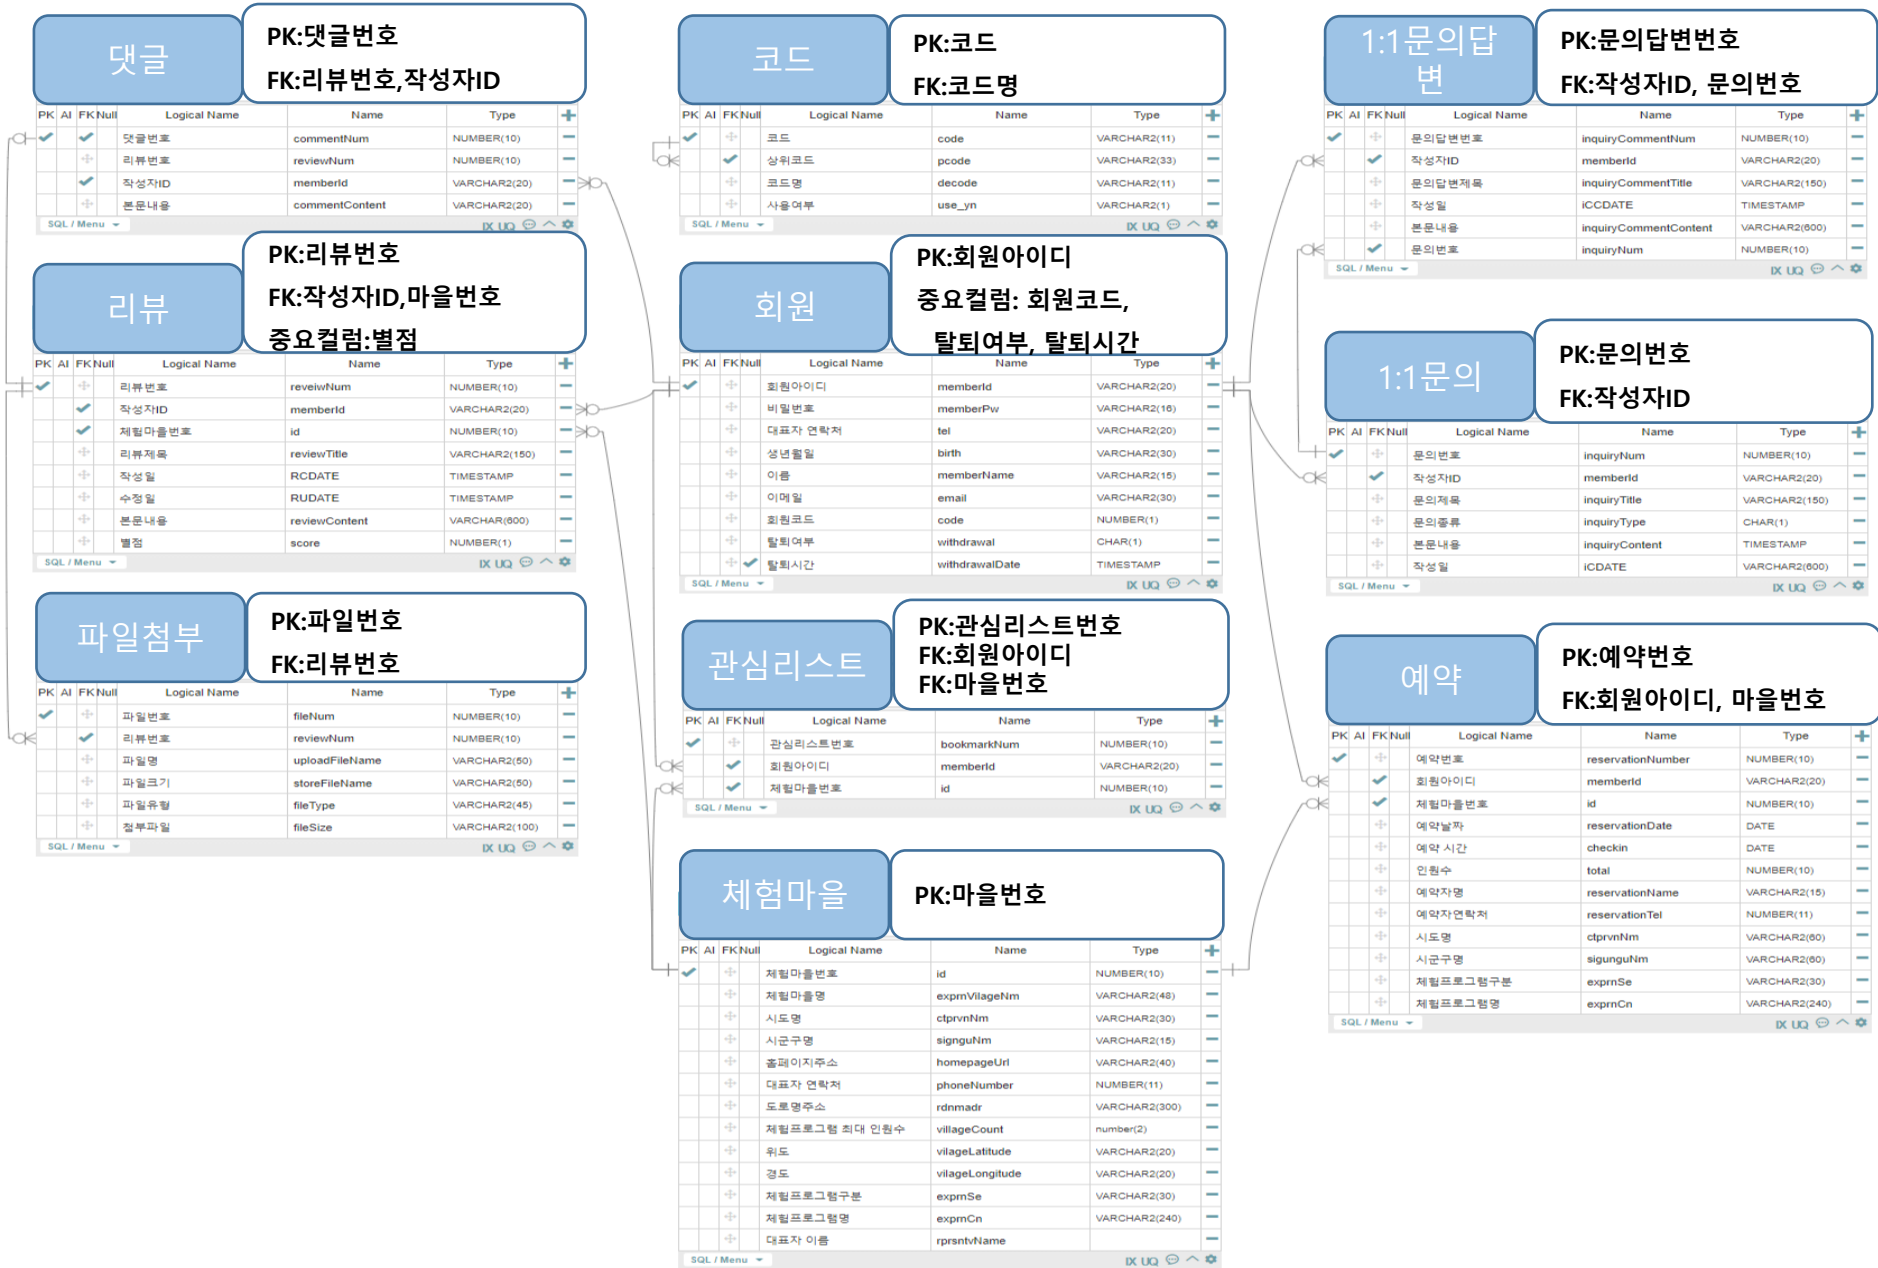 댓글
PK:댓글번호
FK:리뷰번호,작성자ID
PK AI FK Null Logical Name Name Type
댓글번호 commentNum NUMBER(10)
리뷰번호 reviewNum NUMBER(10)
작성자ID memberId VARCHAR2(20)
본문내용 commentContent VARCHAR2(20)
SQL / Menu IX UQ
리뷰
PK:리뷰번호
FK:작성자ID,마을번호
중요컬럼:별점
PK AI FK Null Logical Name Name Type
리뷰번호 reveiwNum NUMBER(10)
작성자ID memberId VARCHAR2(20)
체험마을번호 id NUMBER(10)
리뷰제목 reviewTitle VARCHAR2(150)
작성일 RCDATE TIMESTAMP
수정일 RUDATE TIMESTAMP
본문내용 reviewContent VARCHAR(600)
별점 score NUMBER(1)
SQL / Menu IX UQ
파일첨부
PK:파일번호
FK:리뷰번호
PK AI FK Null Logical Name Name Type
파일번호 fileNum NUMBER(10)
리뷰번호 reviewNum NUMBER(10)
파일명 uploadFileName VARCHAR2(50)
파일크기 storeFileName VARCHAR2(50)
파일유형 fileType VARCHAR2(45)
첨부파일 fileSize VARCHAR2(100)
SQL / Menu IX UQ
코드
PK:코드
FK:코드명
PK AI FK Null Logical Name Name Type
코드 code VARCHAR2(11)
상위코드 pcode VARCHAR2(33)
코드명 decode VARCHAR2(11)
사용여부 use_yn VARCHAR2(1)
SQL / Menu IX UQ
회원
PK:회원아이디
중요컬럼: 회원코드,
탈퇴여부, 탈퇴시간
PK AI FK Null Logical Name Name Type
회원아이디 memberId VARCHAR2(20)
비밀번호 memberPw VARCHAR2(16)
대표자 연락처 tel VARCHAR2(20)
생년월일 birth VARCHAR2(30)
이름 memberName VARCHAR2(15)
이메일 email VARCHAR2(30)
회원코드 code NUMBER(1)
탈퇴여부 withdrawal CHAR(1)
탈퇴시간 withdrawalDate TIMESTAMP
SQL / Menu IX UQ
관심리스트
PK:관심리스트번호
FK:회원아이디
FK:마을번호
PK AI FK Null Logical Name Name Type
관심리스트번호 bookmarkNum NUMBER(10)
회원아이디 memberId VARCHAR2(20)
체험마을번호 id NUMBER(10)
SQL / Menu IX UQ
체험마을
PK:마을번호
PK AI FK Null Logical Name Name Type
체험마을번호 id NUMBER(10)
체험마을명 exprnVilageNm VARCHAR2(48)
시도명 ctprvnNm VARCHAR2(30)
시군구명 signguNm VARCHAR2(15)
홈페이지주소 homepageUrl VARCHAR2(40)
대표자 연락처 phoneNumber NUMBER(11)
도로명주소 rdnmadr VARCHAR2(300)
체험프로그램 최대 인원수 villageCount number(2)
위도 vilageLatitude VARCHAR2(20)
경도 vilageLongitude VARCHAR2(20)
체험프로그램구분 exprnSe VARCHAR2(30)
체험프로그램명 exprnCn VARCHAR2(240)
대표자 이름 rprsntvName
SQL / Menu IX UQ
1:1문의답
변
PK:문의답변번호
FK:작성자ID, 문의번호
PK AI FK Null Logical Name Name Type
문의답변번호 inquiryCommentNum NUMBER(10)
작성자ID memberId VARCHAR2(20)
문의답변제목 inquiryCommentTitle VARCHAR2(150)
작성일 iCCDATE TIMESTAMP
본문내용 inquiryCommentContent VARCHAR2(600)
문의번호 inquiryNum NUMBER(10)
SQL / Menu IX UQ
1:1문의
PK:문의번호
FK:작성자ID
PK AI FK Null Logical Name Name Type
문의번호 inquiryNum NUMBER(10)
작성자ID memberId VARCHAR2(20)
문의제목 inquiryTitle VARCHAR2(150)
문의종류 inquiryType CHAR(1)
본문내용 inquiryContent TIMESTAMP
작성일 iCDATE VARCHAR2(600)
SQL / Menu IX UQ
예약
PK:예약번호
FK:회원아이디, 마을번호
PK AI FK Null Logical Name Name Type
예약번호 reservationNumber NUMBER(10)
회원아이디 memberId VARCHAR2(20)
체험마을번호 id NUMBER(10)
예약날짜 reservationDate DATE
예약 시간 checkin DATE
인원수 total NUMBER(10)
예약자명 reservationName VARCHAR2(15)
예약자연락처 reservationTel NUMBER(11)
시도명 ctprvnNm VARCHAR2(60)
시군구명 sigunguNm VARCHAR2(60)
체험프로그램구분 exprnSe VARCHAR2(30)
체험프로그램명 exprnCn VARCHAR2(240)
SQL / Menu IX UQ